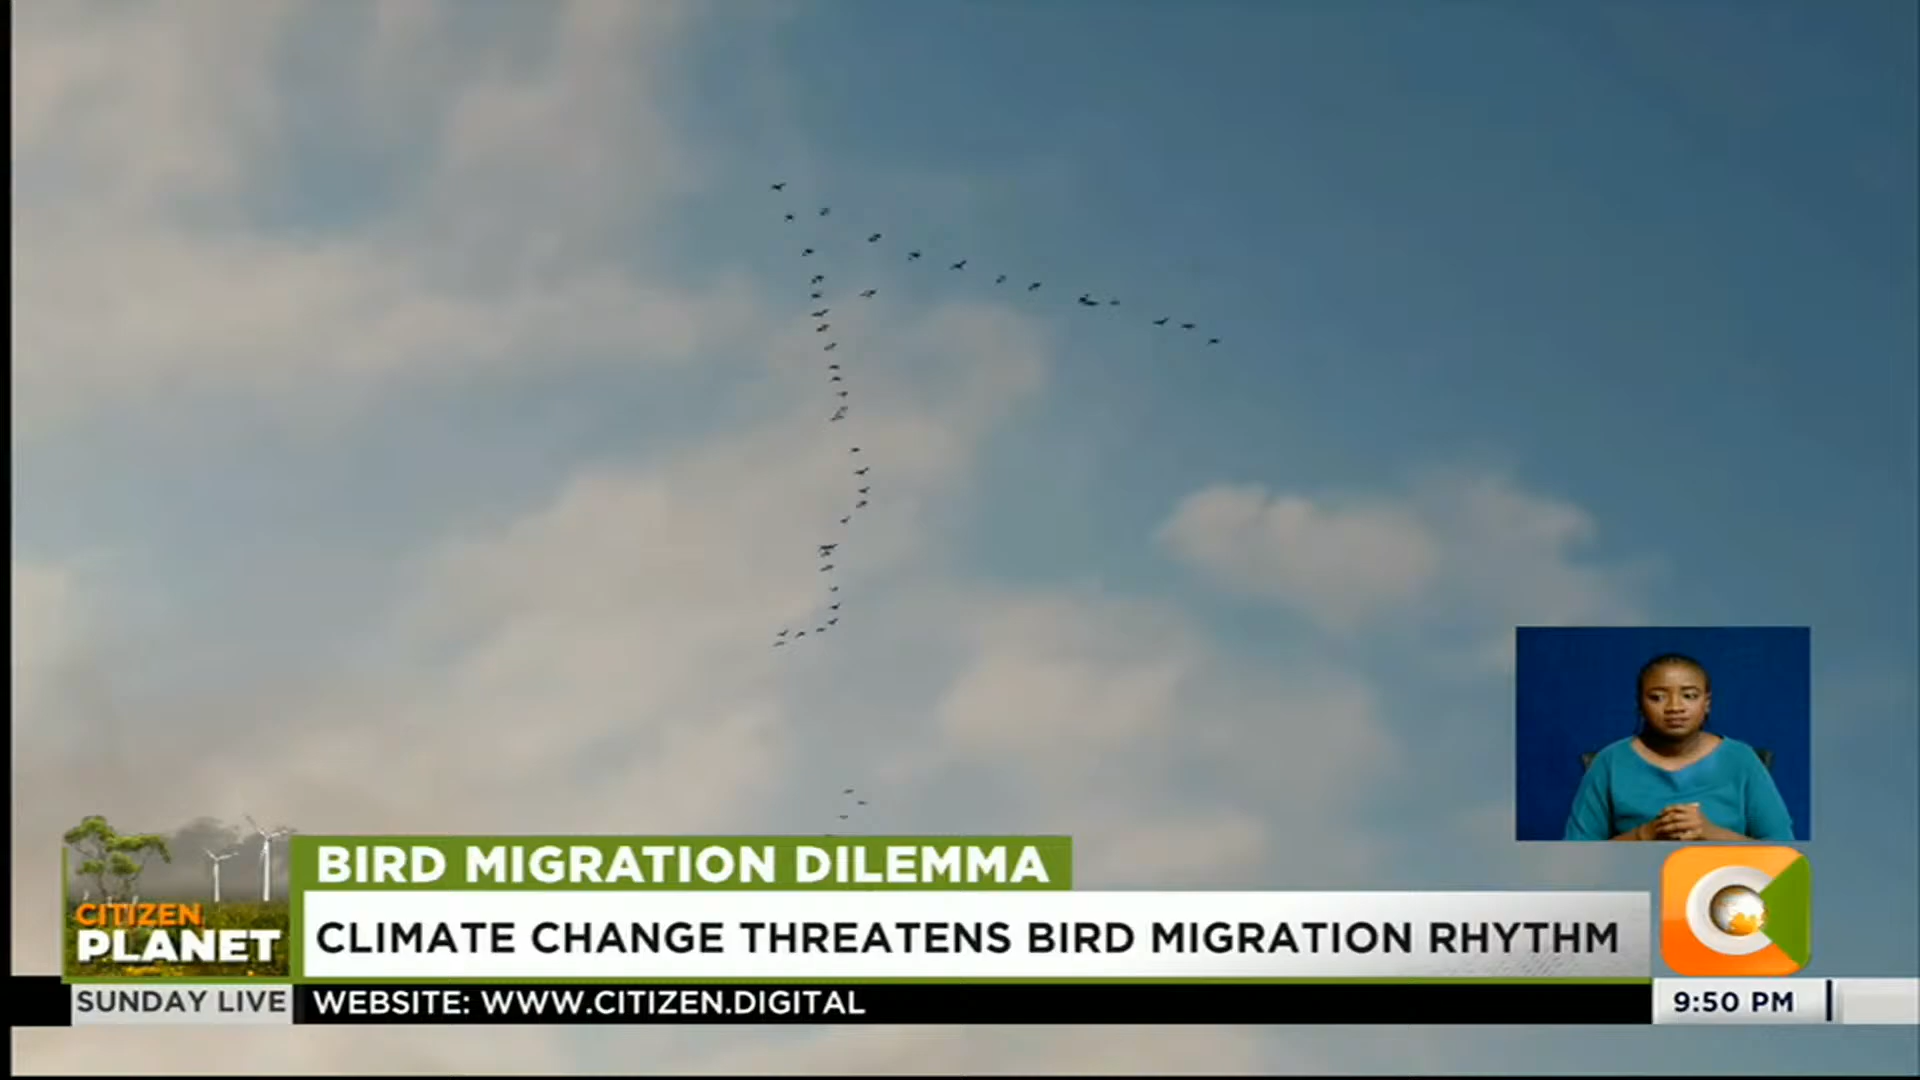 BIRD MIGRATION DILEMMA
CITIZEN
PLANET
CLIMATE CHANGE THREATENS BIRD MIGRATION RHYTHM
SUNDAY LIVE
WEBSITE: WWW.CITIZEN.DIGITAL
9:50 PM